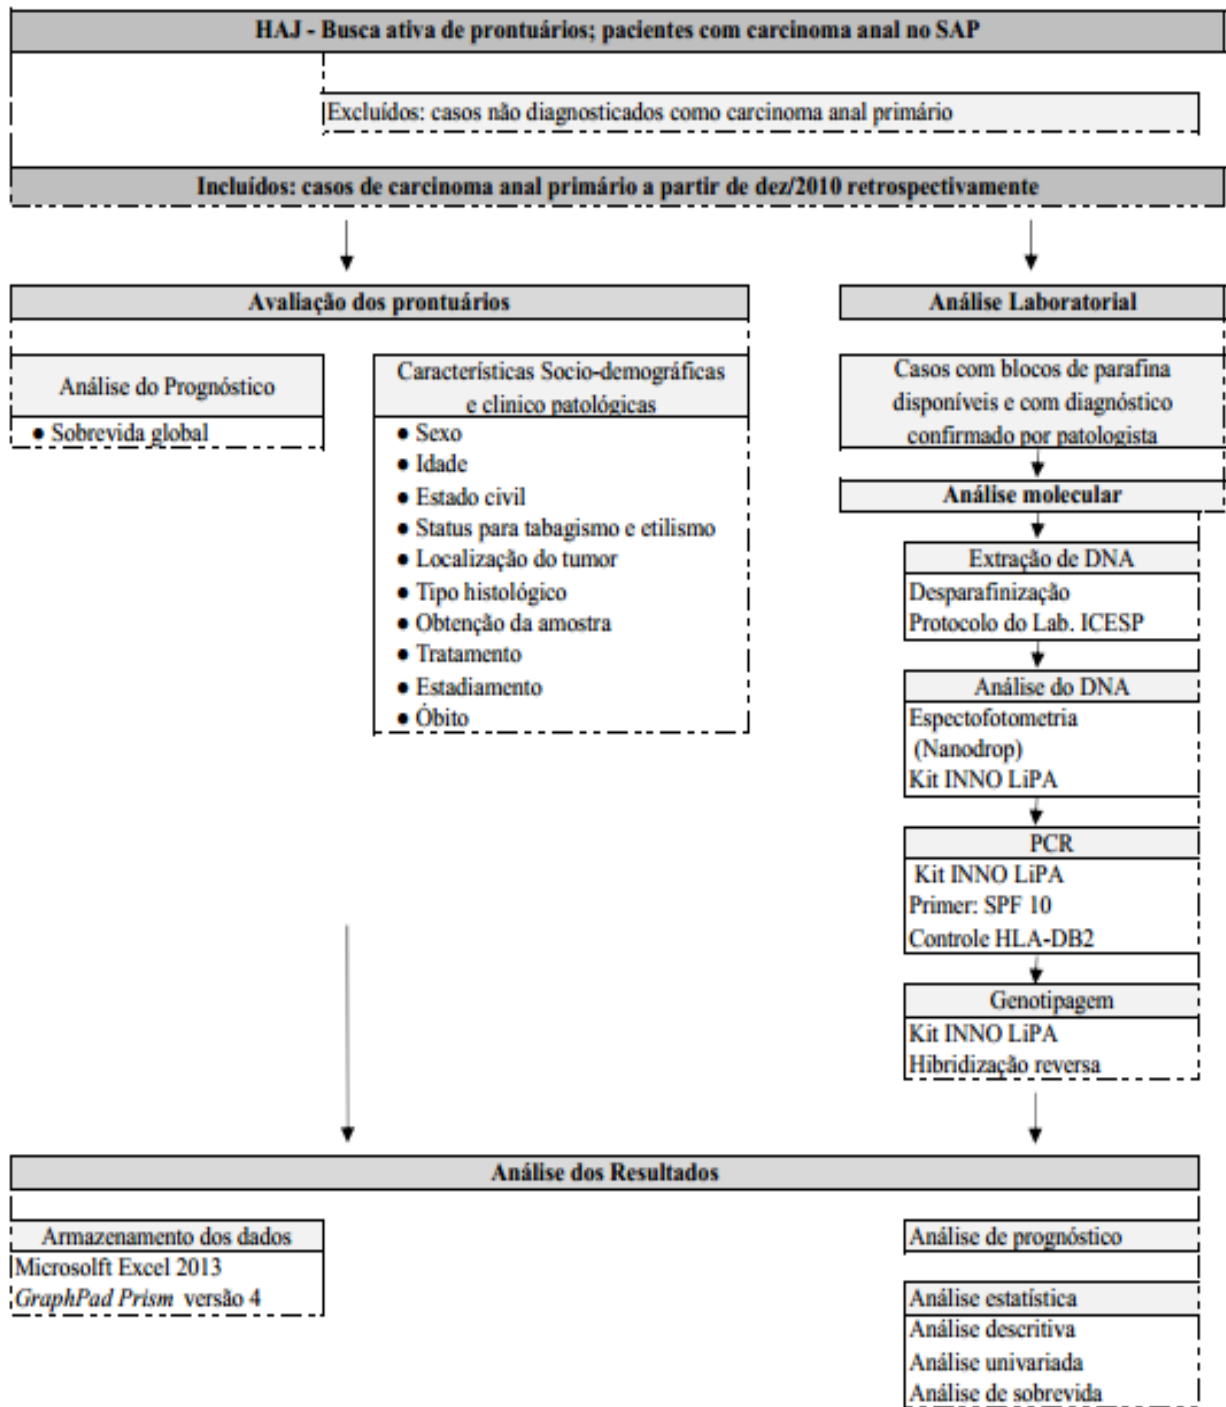 HAJ - Busca ativa de prontuários; pacientes com carcinoma anal no SAP
Excluídos: casos não diagnosticados como carcinoma anal primário
Incluídos: casos de carcinoma anal primário a partir de dez/2010 retrospectivamente
Avaliação dos prontuários
Análise do Prognóstico
● Sobrevida global
Características Socio-demográficas
e clinico patológicas
● Sexo
● Idade
● Estado civil
● Status para tabagismo e etilismo
● Localização do tumor
● Tipo histológico
● Obtenção da amostra
● Tratamento
● Estadiamento
● Óbito
Análise Laboratorial
Casos com blocos de parafina
disponíveis e com diagnóstico
confirmado por patologista
Análise molecular
Extração de DNA
Desparafinização
Protocolo do Lab. ICESP
Análise do DNA
Espectofotometria
(Nanodrop)
Kit INNO LiPA
PCR
Kit INNO LiPA
Primer: SPF 10
Controle HLA-DB2
Genotipagem
Kit INNO LiPA
Hibridização reversa
Análise dos Resultados
Armazenamento dos dados
Microsolft Excel 2013
GraphPad Prism versão 4
Análise de prognóstico
Análise estatística
Análise descritiva
Análise univariada
Análise de sobrevida